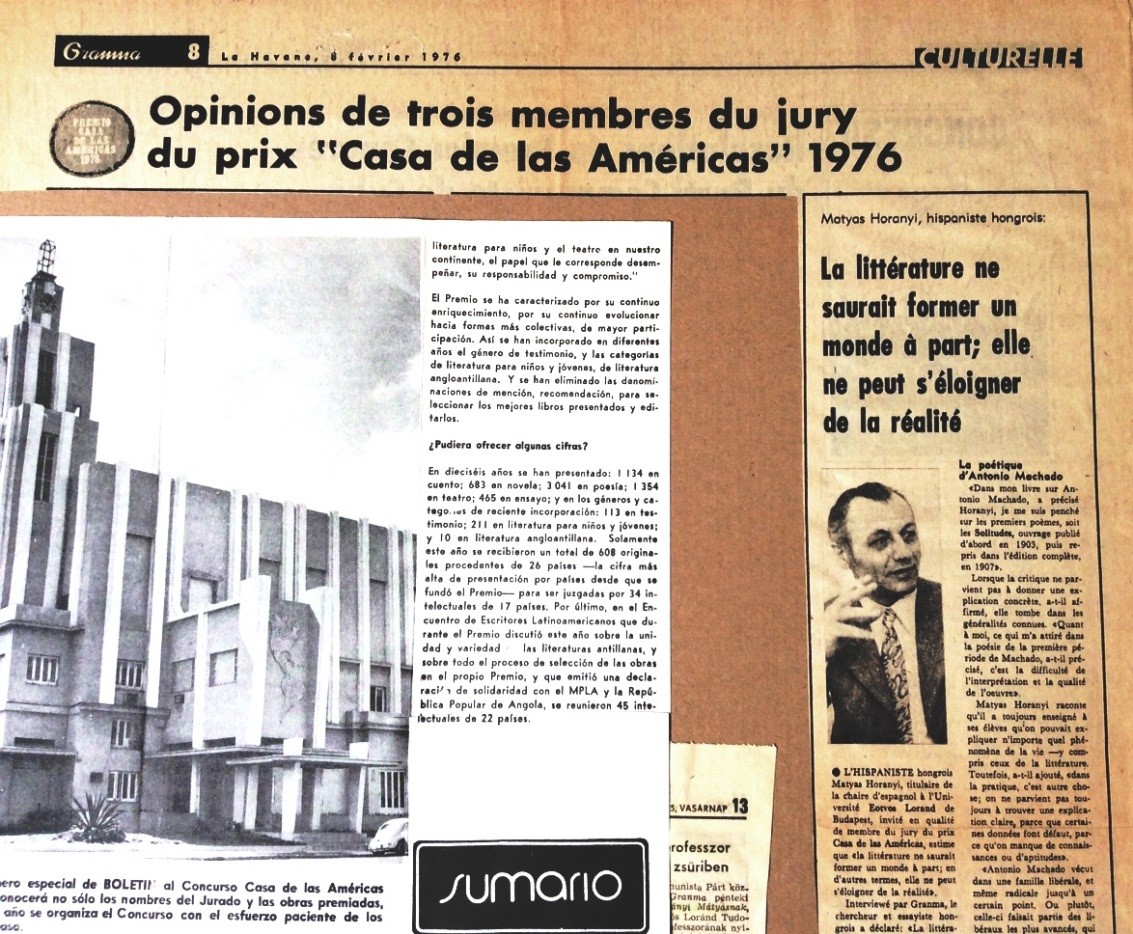 Granma 8 La Havane, 8 février 1976
CULTURELLE
PREMIO
CASA
DE LAS
AMERICAS
1976
Opinions de trois membres du jury
du prix "Casa de las Américas" 1976
literatura para niños y el teatro en nuestro
continente, el papel que le corresponde desem-
peñar, su responsabilidad y compromiso."
El Premio se ha caracterizado por su continuo
enriquecimiento, por su continuo evolucionar
hacia formas más colectivas, de mayor parti-
cipación. Así se han incorporado en diferentes
años el género de testimonio, y las categorías
de literatura para niños y jóvenes, de literatura
angloantillana. Y se han eliminado las denomi-
naciones de mención, recomendación, para se-
leccionar los mejores libros presentados y edi-
tarlos.
¿Pudiera ofrecer algunas cifras?
En dieciséis años se han presentado: 1 134 en
cuento; 683 en novela; 3 041 en poesía; 1 354
en teatro; 465 en ensayo; y en los géneros y ca-
de reciente incorporación: 113 en tes-
timonio; 211 en literatura para niños y jóvenes;
y 10 en literatura angloantillana. Solamente
este año se recibieron un total de 608 origina-
les procedentes de 26 países —la cifra más
alta de presentación por países desde que se
fundó el Premio— para ser juzgadas por 34 in-
telectuales de 17 países. Por último, en el En-
cuentro de Escritores Latinoamericanos que du-
rante el Premio discutió este año sobre la uni-
dad y variedad las literaturas antillanas, y
sobre todo el proceso de selección de las obras
en el propio Premio, y que emitió una decla-
de solidaridad con el MPLA y la Repú-
blica Popular de Angola, se reunieron 45 inte-
lectuales de 22 países.
ero especial de BOLETIN al Concurso Casa de las Américas
onocerá no sólo los nombres del Jurado y las obras premiadas,
año se organiza el Concurso con el esfuerzo paciente de los
asa.
sumario
5, VASARNAP 13
rofesszor
zsüriben
unista Párt köz.
Granma pénteki
ányi Mátyásnak,
ös Loránd Tudo-
fesszorának nyi-
Matyas Horanyi, hispaniste hongrois:
La littérature ne
saurait former un
monde à part; elle
ne peut s'éloigner
de la réalité
● L'HISPANISTE hongrois
Matyas Horanyi, titulaire de
la chaire d'espagnol à l'Uni-
versité Eotvos Lorand de
Budapest, invité en qualité
de membre du jury du prix
Casa de las Américas, estime
que «la littérature ne saurait
former un monde à part; en
d'autres termes, elle ne peut
s'éloigner de la réalité».
Interviewé par Granma, le
chercheur et essayiste hon-
grois a déclaré: «La littéra-
La poétique
d'Antonio Machado
«Dans mon livre sur An-
tonio Machado, a précisé
Horanyi, je me suis penché
sur les premiers poèmes, soit
les Solitudes, ouvrage publié
d'abord en 1903, puis re-
pris dans l'édition complète,
en 1907».
Lorsque la critique ne par-
vient pas à donner une ex-
plication concrète, a-t-il af-
firmé, elle tombe dans les
généralités connues. «Quant
à moi, ce qui m'a attiré dans
la poésie de la première pé-
riode de Machado, a-t-il pré-
cisé, c'est la difficulté de
l'interprétation et la qualité
de l'oeuvre».
Matyas Horanyi raconte
qu'il a toujours enseigné à
ses élèves qu'on pouvait ex-
pliquer n'importe quel phé-
nomène de la vie —y com-
pris ceux de la littérature.
Toutefois, a-t-il ajouté, «dans
la pratique, c'est autre cho-
se; on ne parvient pas tou-
jours à trouver une explica-
tion claire, parce que certai-
nes données font défaut, par-
ce qu'on manque de connais-
sances ou d'aptitudes».
«Antonio Machado vécut
dans une famille libérale, et
même radicale jusqu'à un
certain point. Ou plutôt,
celle-ci faisait partie des li-
béraux les plus avancés, qui